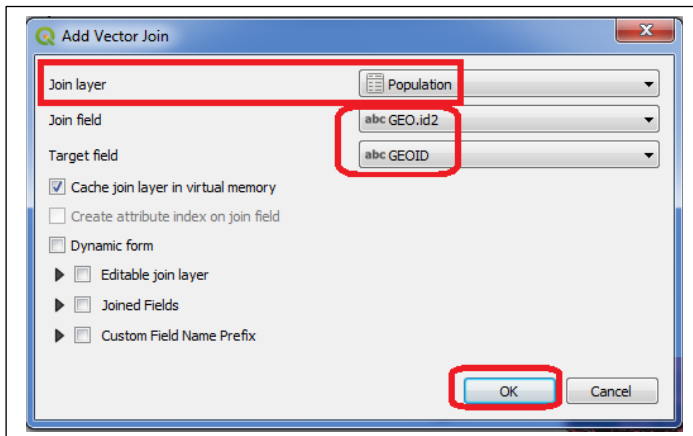 Add Vector Join
Join layer Population
Join field abc GEO.id2
Target field abc GEOID
Cache join layer in virtual memory
Create attribute index on join field
Dynamic form
Editable join layer
Joined Fields
Custom Field Name Prefix
OK Cancel